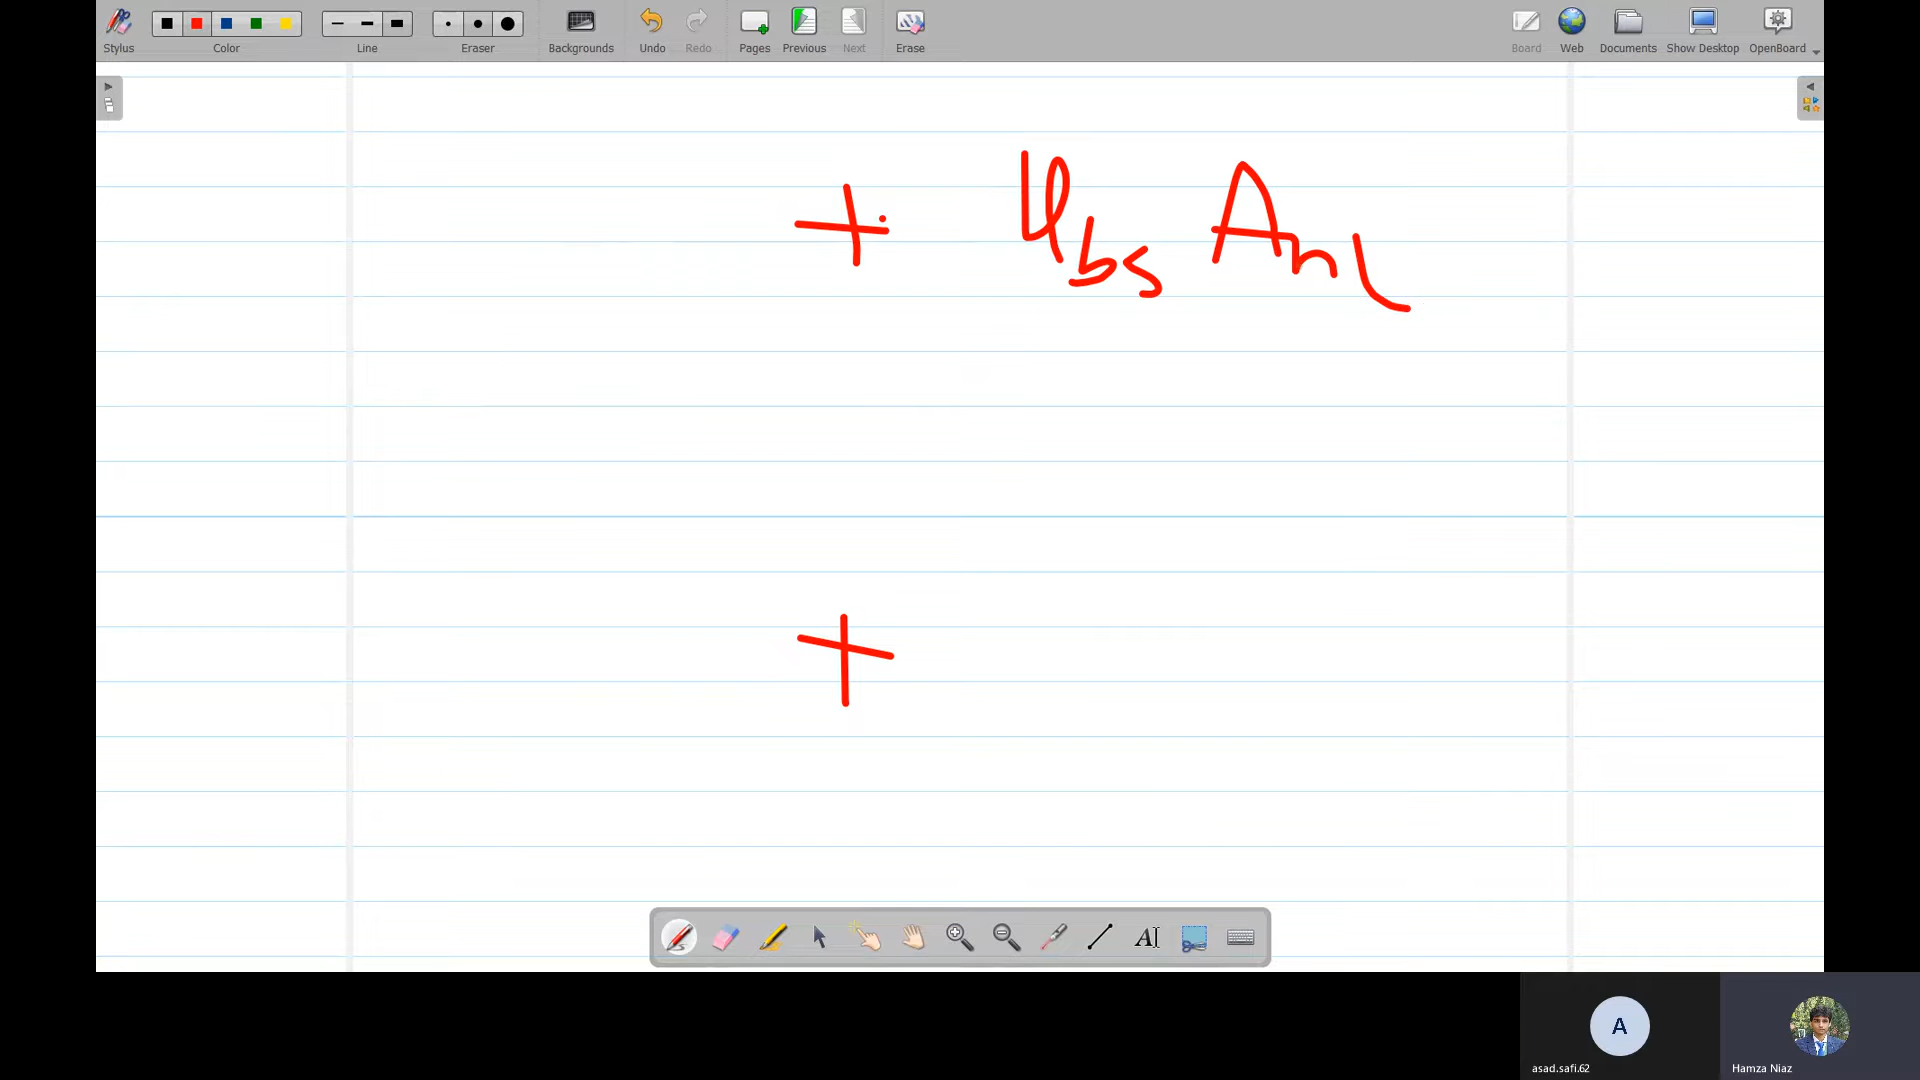 Stylus Color Line Eraser Backgrounds Undo Redo Pages Previous Next Erase Board Web Documents Show Desktop OpenBoard
+
+
A
asad.safi.62 Hamza Niaz